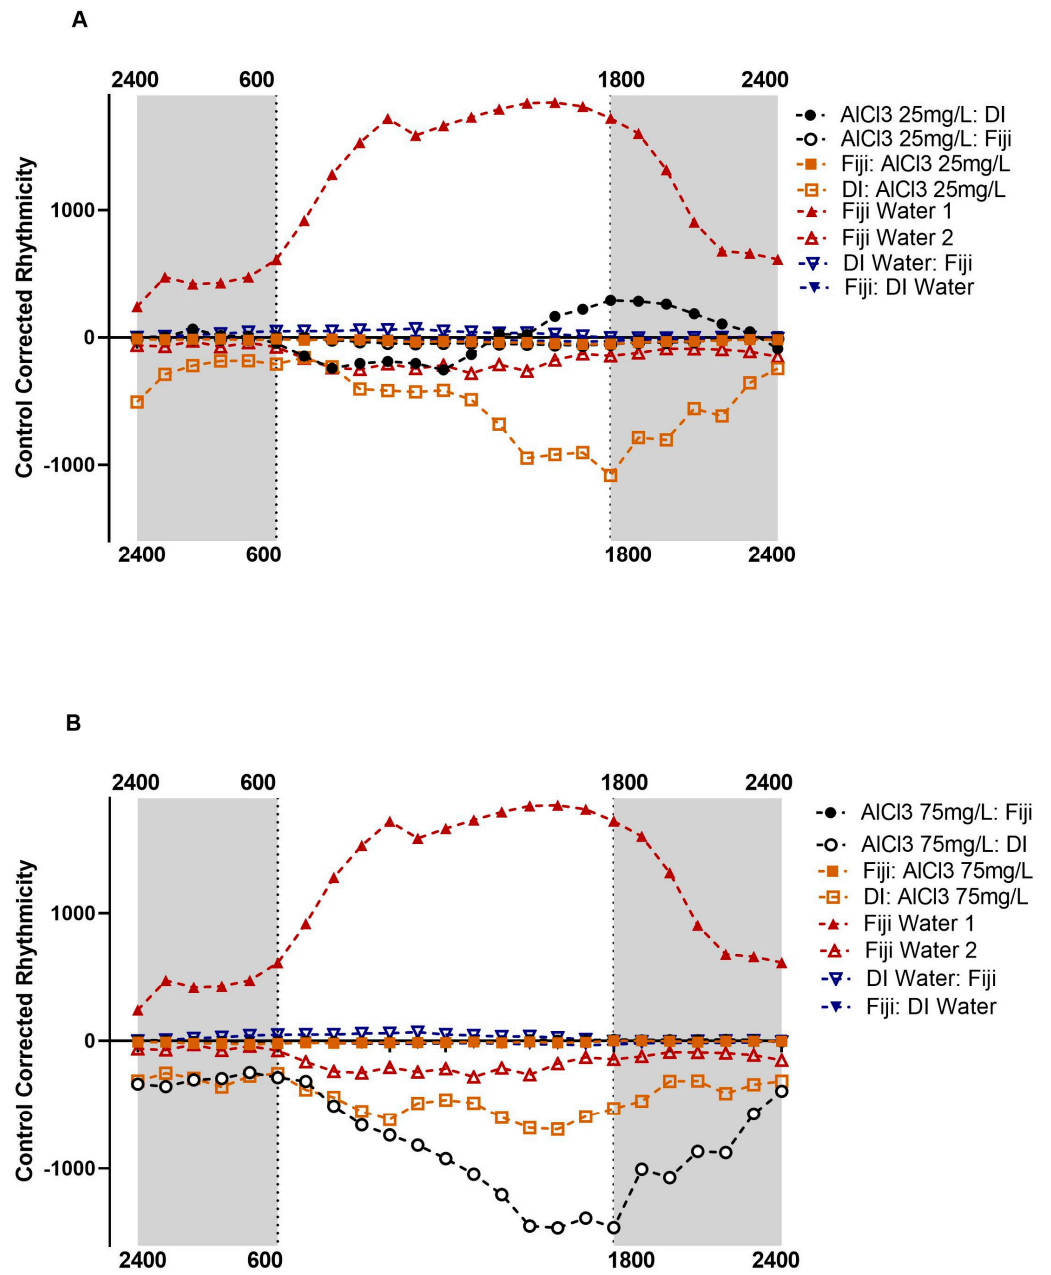 A
2400 600 1800 2400
AlCl3 25mg/L: DI
AlCl3 25mg/L: Fiji
Fiji: AlCl3 25mg/L
DI: AlCl3 25mg/L
Fiji Water 1
Fiji Water 2
DI Water: Fiji
Fiji: DI Water
Control Corrected Rhythmicity
1000
0
-1000
2400 600 1800 2400
B
2400 600 1800 2400
AlCl3 75mg/L: Fiji
AlCl3 75mg/L: DI
Fiji: AlCl3 75mg/L
DI: AlCl3 75mg/L
Fiji Water 1
Fiji Water 2
DI Water: Fiji
Fiji: DI Water
Control Corrected Rhythmicity
1000
0
-1000
2400 600 1800 2400